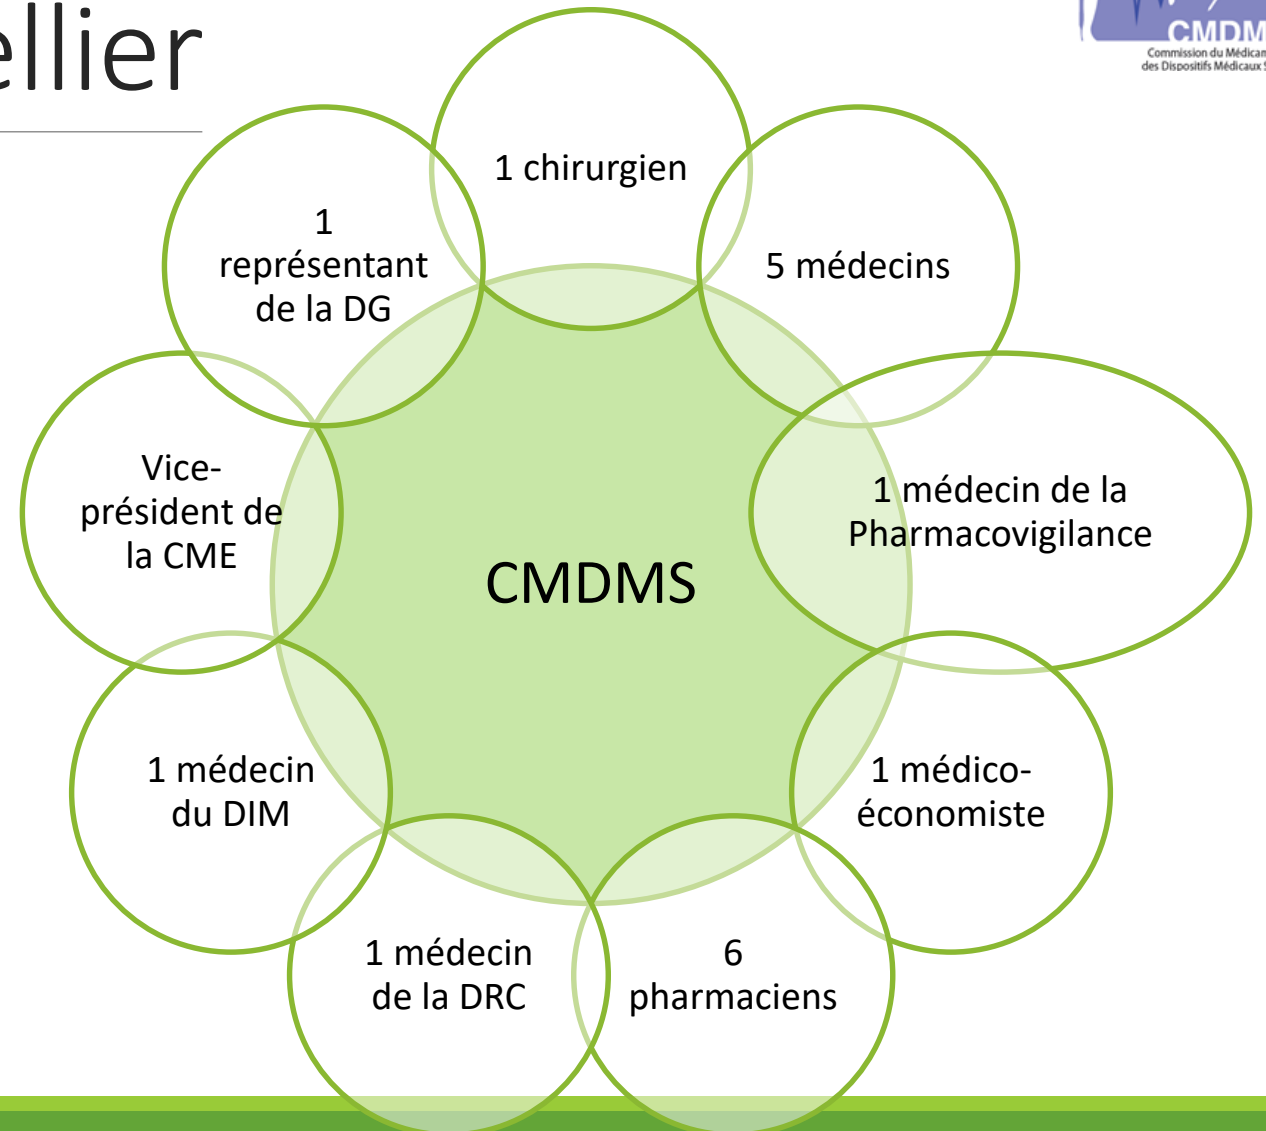 ellier
CMDM
Commission du Médicam
des Dispositifs Médicaux S
1 chirurgien
5 médecins
1 médecin de la
Pharmacovigilance
1 médico-
économiste
6
pharmaciens
1 médecin
de la DRC
1 médecin
du DIM
Vice-
président de
la CME
1
représentant
de la DG
CMDMS